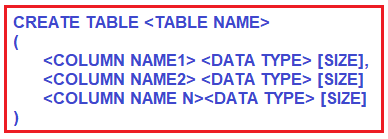 CREATE TABLE <TABLE NAME>
(
<COLUMN NAME1> <DATA TYPE> [SIZE],
<COLUMN NAME2> <DATA TYPE> [SIZE]
<COLUMN NAME N><DATA TYPE> [SIZE]
)